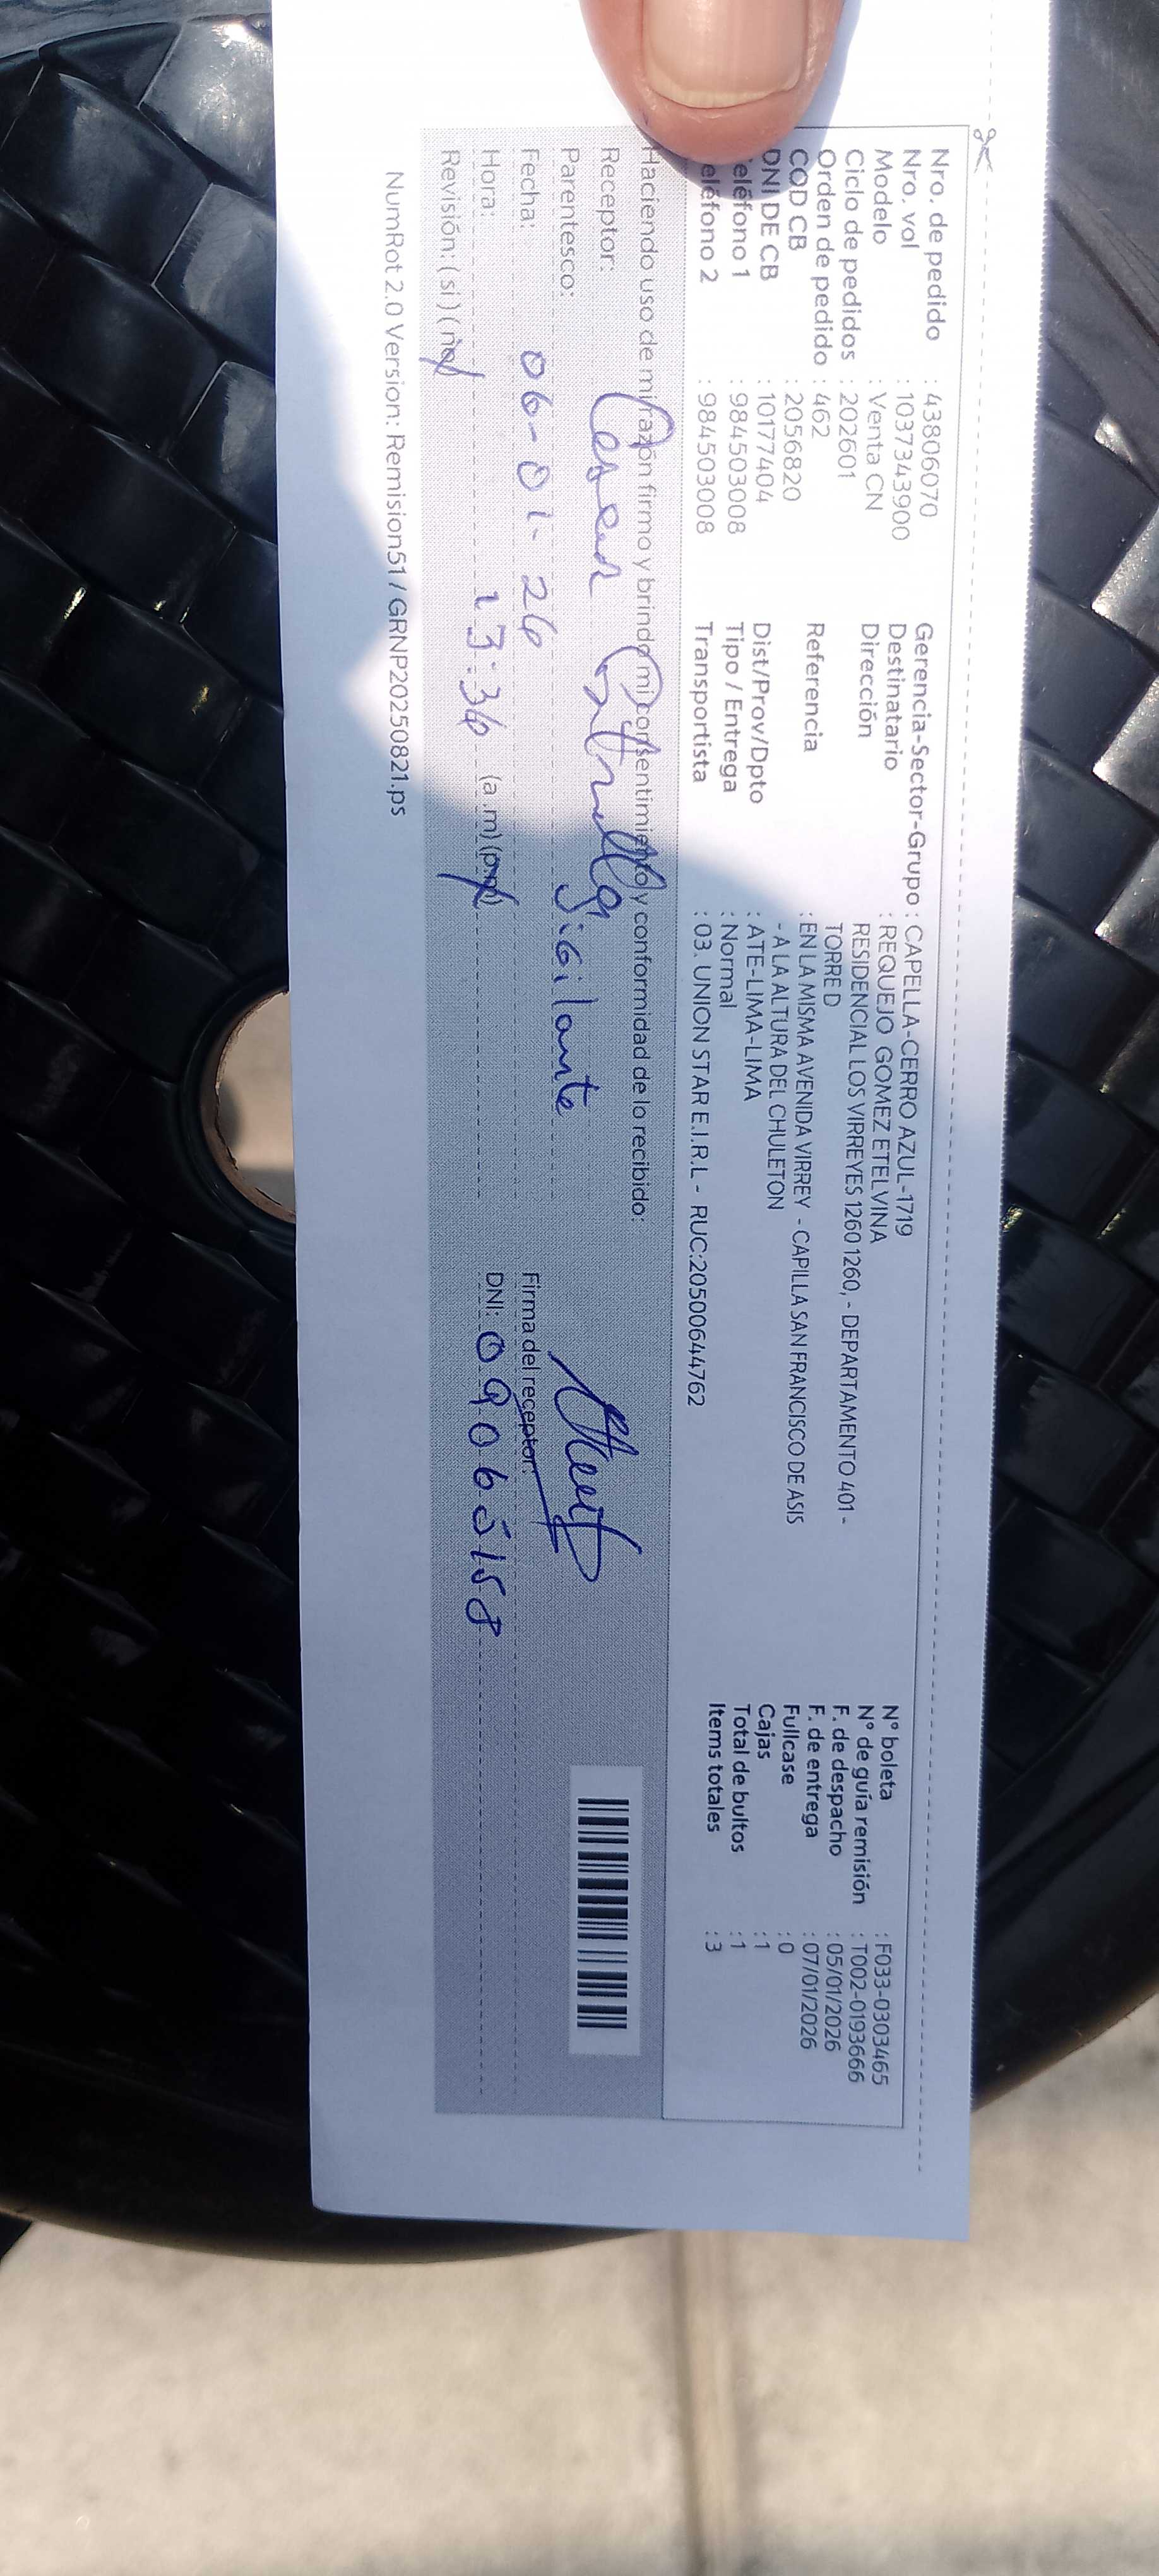 Nro. de pedido : 43806070
Nro. vol : 1037343900
Modelo : Venta CN
Ciclo de pedidos : 202601
Orden de pedido : 462
COD CB : 2056820
DNI DE CB : 10177404
eléfono 1 : 984503008
eléfono 2 : 984503008
Gerencia-Sector-Grupo : CAPELLA-CERRO AZUL-1719
Destinatario : REQUEJO GOMEZ ETELVINA
Dirección RESIDENCIAL LOS VIRREYES 1260 1260, - DEPARTAMENTO 401 -
TORRE D
Referencia : EN LA MISMA AVENIDA VIRREY - CAPILLA SAN FRANCISCO DE ASIS
- A LA ALTURA DEL CHULETON
Dist/Prov/Dpto : ATE-LIMA-LIMA
Tipo / Entrega : Normal
Transportista : 03. UNION STAR E.I.R.L - RUC:20500644762
N° boleta : F033-0303465
N° de guía remisión : T002-0193666
F. de despacho : 05/01/2026
F. de entrega : 07/01/2026
Fullcase : 0
Cajas : 1
Total de bultos : 1
Items totales : 3
Haciendo uso de mi razón firmo y brindo mi consentimiento y conformidad de lo recibido:
Receptor:
Parentesco: Vigilante
Fecha: 06-01-26
Hora: 13:36 (a.m) (p.m)
Revisión: (si) (no)
Firma del receptor:
DNI:
NumRot 2.0 Version: Remision51 / GRNP20250821.ps